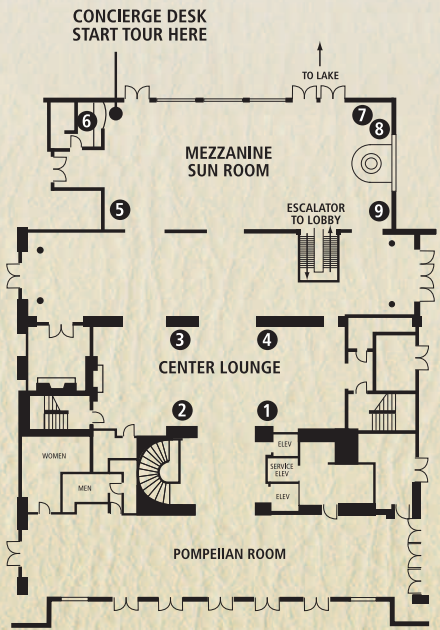 CONCIERGE DESK
START TOUR HERE
TO LAKE
6
7
8
MEZZANINE
SUN ROOM
5
9
ESCALATOR
TO LOBBY
3
4
CENTER LOUNGE
2
1
ELEV
SERVICE
ELEV
ELEV
WOMEN
MEN
POMPEIIAN ROOM